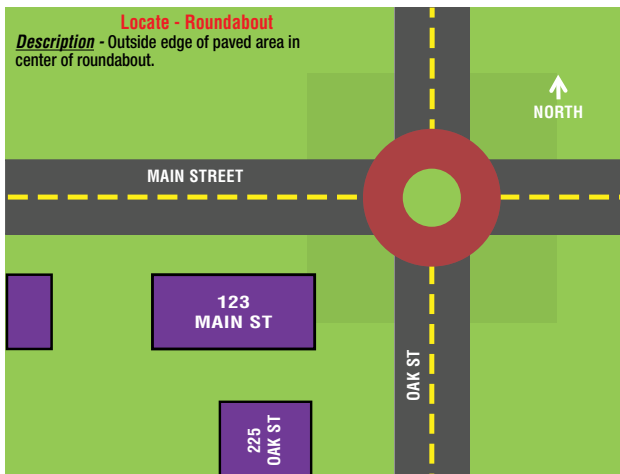 Locate - Roundabout
Description - Outside edge of paved area in
center of roundabout.
NORTH
MAIN STREET
123
MAIN ST
OAK ST
225
OAK ST